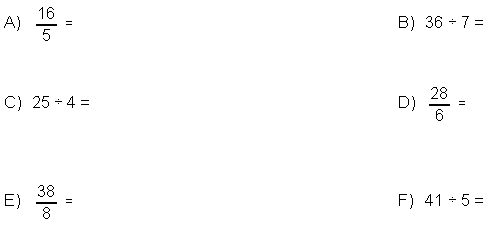 A) 16/5 = B) 36 ÷ 7 =
C) 25 ÷ 4 = D) 28/6 =
E) 38/8 = F) 41 ÷ 5 =